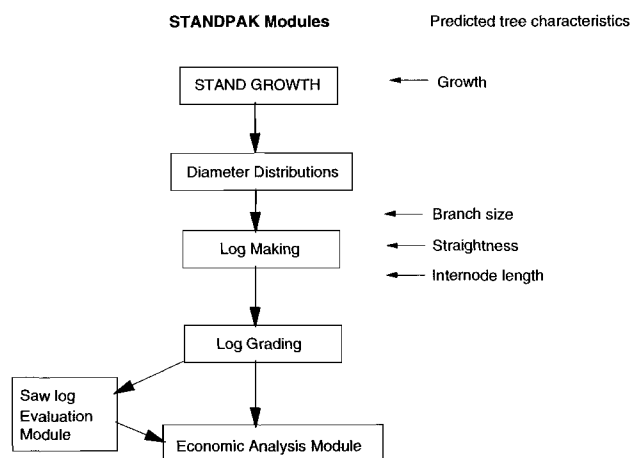 STANDPAK Modules
Predicted tree characteristics
STAND GROWTH
Growth
Diameter Distributions
Branch size
Log Making
Straightness
Internode length
Log Grading
Saw log
Evaluation
Module
Economic Analysis Module